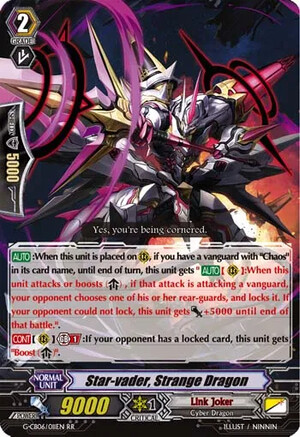 2
GRADE
5000
SHIELD
Yes, you're being cornered.
AUTO :When this unit is placed on , if you have a vanguard with "Chaos"
in its card name, until end of turn, this unit gets " AUTO [ ]:When this
unit attacks or boosts , if that attack is attacking a vanguard,
your opponent chooses one of his or her rear-guards, and locks it. If
your opponent could not lock, this unit gets +5000 until end of
that battle.".
CONT [ ] 1 :If your opponent has a locked card, this unit gets
"Boost".
NORMAL
UNIT
Star-vader, Strange Dragon
POWER
9000
1
CRITICAL
Link Joker
Cyber Dragon
G-CB06/011EN RR
ILLUST / NINNIN